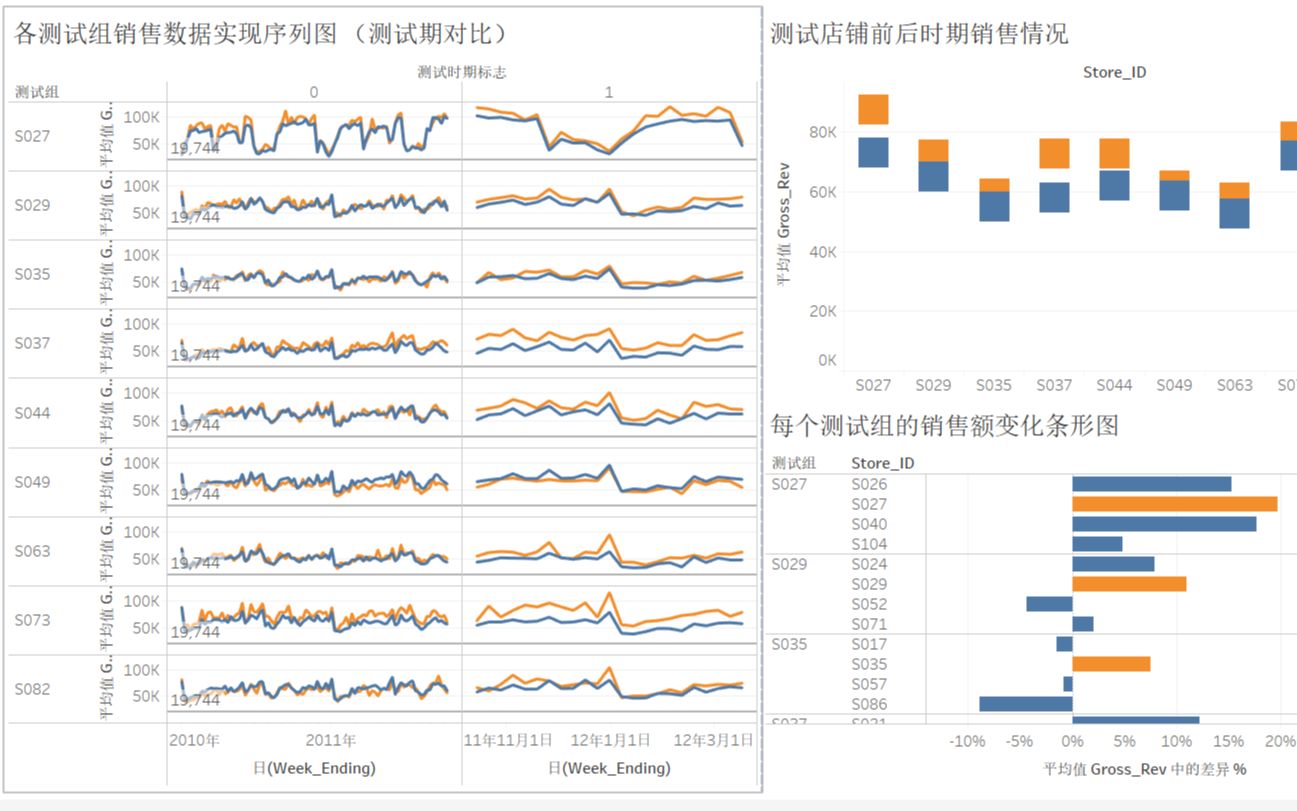 各测试组销售数据实现序列图 （测试期对比）
测试时期标志
测试组
0
1
S027
平均值 G..
100K
50K
19,744
S029
平均值 G..
100K
50K
19,744
S035
平均值 G..
100K
50K
19,744
S037
平均值 G..
100K
50K
19,744
S044
平均值 G..
100K
50K
19,744
S049
平均值 G..
100K
50K
19,744
S063
平均值 G..
100K
50K
19,744
S073
平均值 G..
100K
50K
19,744
S082
平均值 G..
100K
50K
19,744
2010年
2011年
11年11月1日
12年1月1日
12年3月1日
日(Week_Ending)
日(Week_Ending)
测试店铺前后时期销售情况
Store_ID
平均值 Gross_Rev
80K
60K
40K
20K
0K
S027
S029
S035
S037
S044
S049
S063
每个测试组的销售额变化条形图
测试组
Store_ID
S027
S026
S027
S040
S104
S029
S024
S029
S052
S071
S035
S017
S035
S057
S086
S037
-10%
-5%
0%
5%
10%
15%
20%
平均值 Gross_Rev 中的差异 %